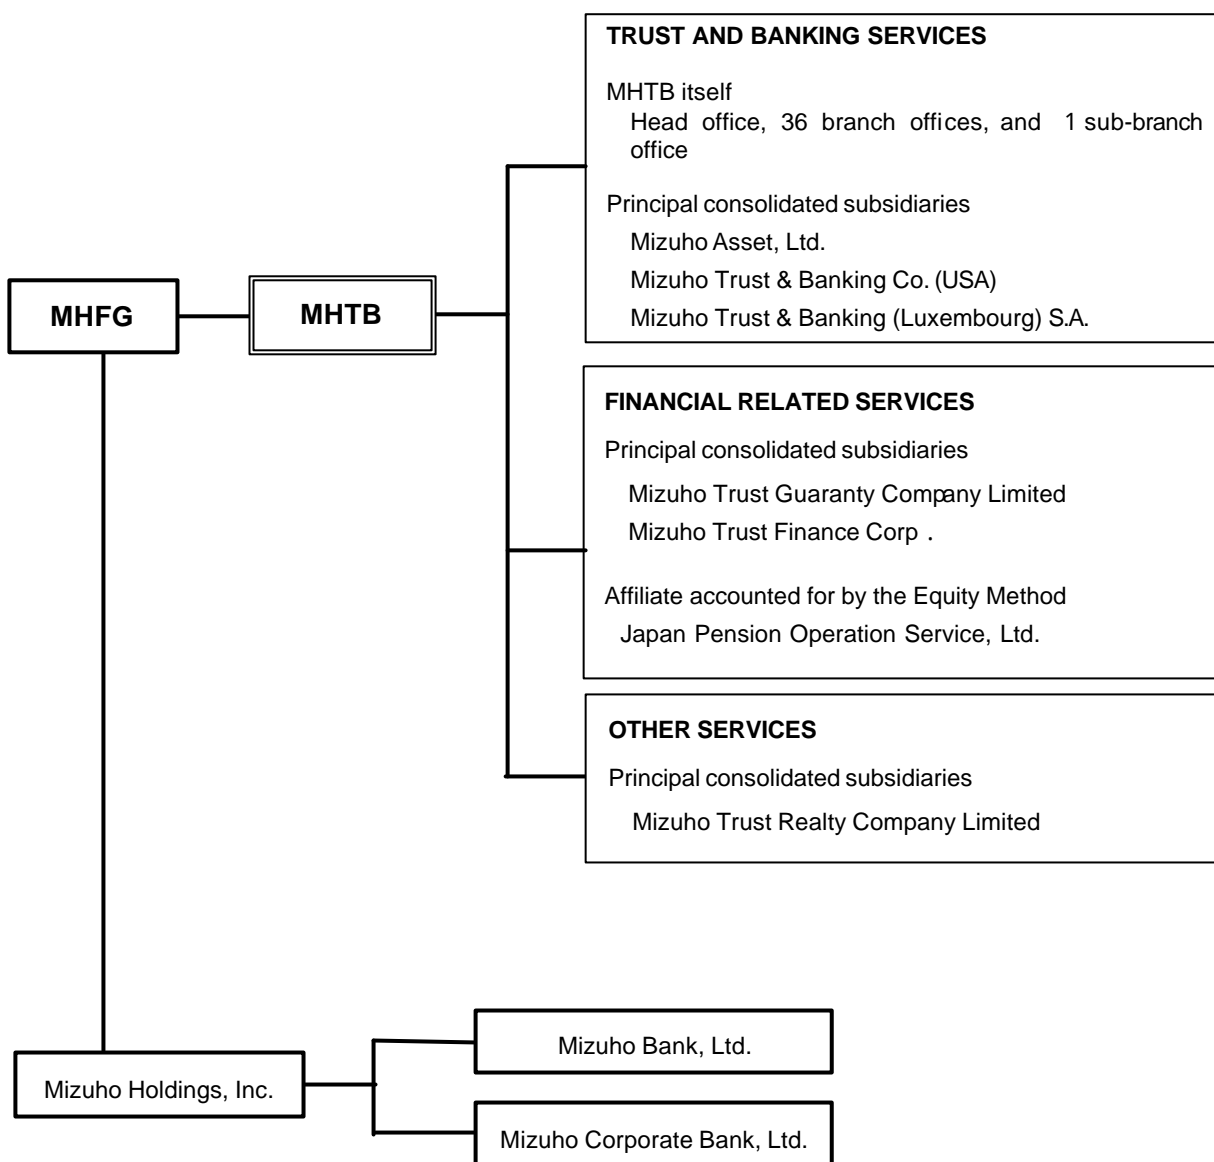 TRUST AND BANKING SERVICES
MHTB itself
Head office, 36 branch offices, and 1 sub-branch
office
Principal consolidated subsidiaries
Mizuho Asset, Ltd.
Mizuho Trust & Banking Co. (USA)
Mizuho Trust & Banking (Luxembourg) S.A.
MHFG
MHTB
FINANCIAL RELATED SERVICES
Principal consolidated subsidiaries
Mizuho Trust Guaranty Company Limited
Mizuho Trust Finance Corp .
Affiliate accounted for by the Equity Method
Japan Pension Operation Service, Ltd.
OTHER SERVICES
Principal consolidated subsidiaries
Mizuho Trust Realty Company Limited
Mizuho Bank, Ltd.
Mizuho Holdings, Inc.
Mizuho Corporate Bank, Ltd.